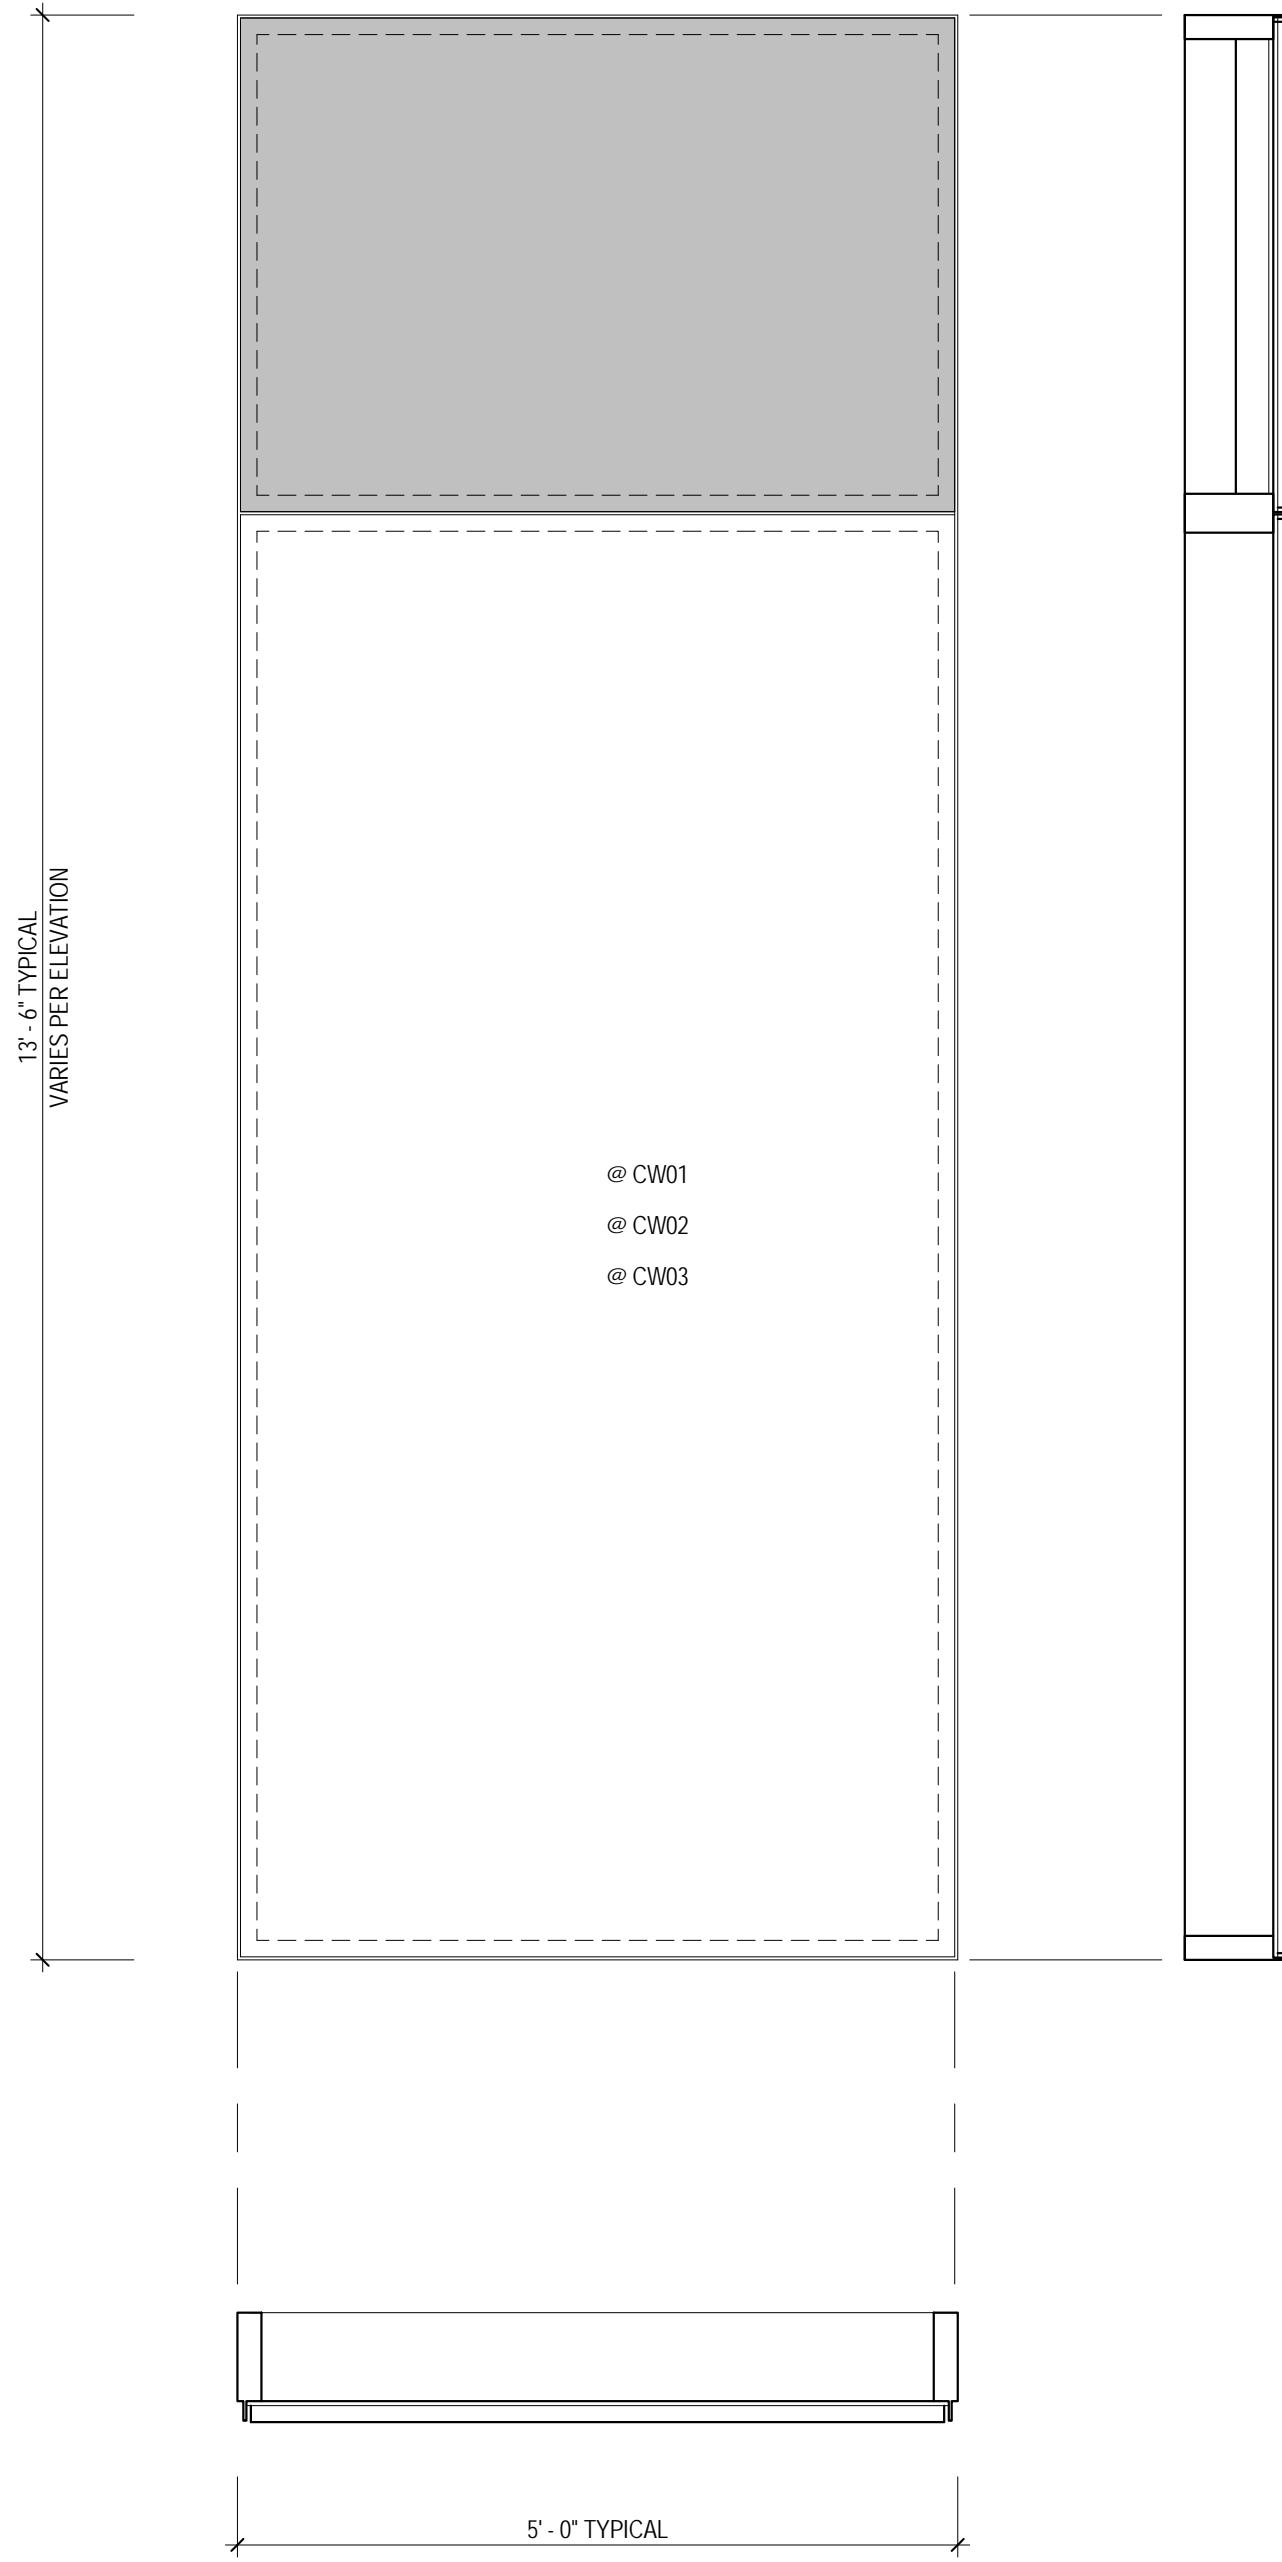 13' - 6" TYPICAL
VARIES PER ELEVATION
@ CW01
@ CW02
@ CW03
5' - 0" TYPICAL